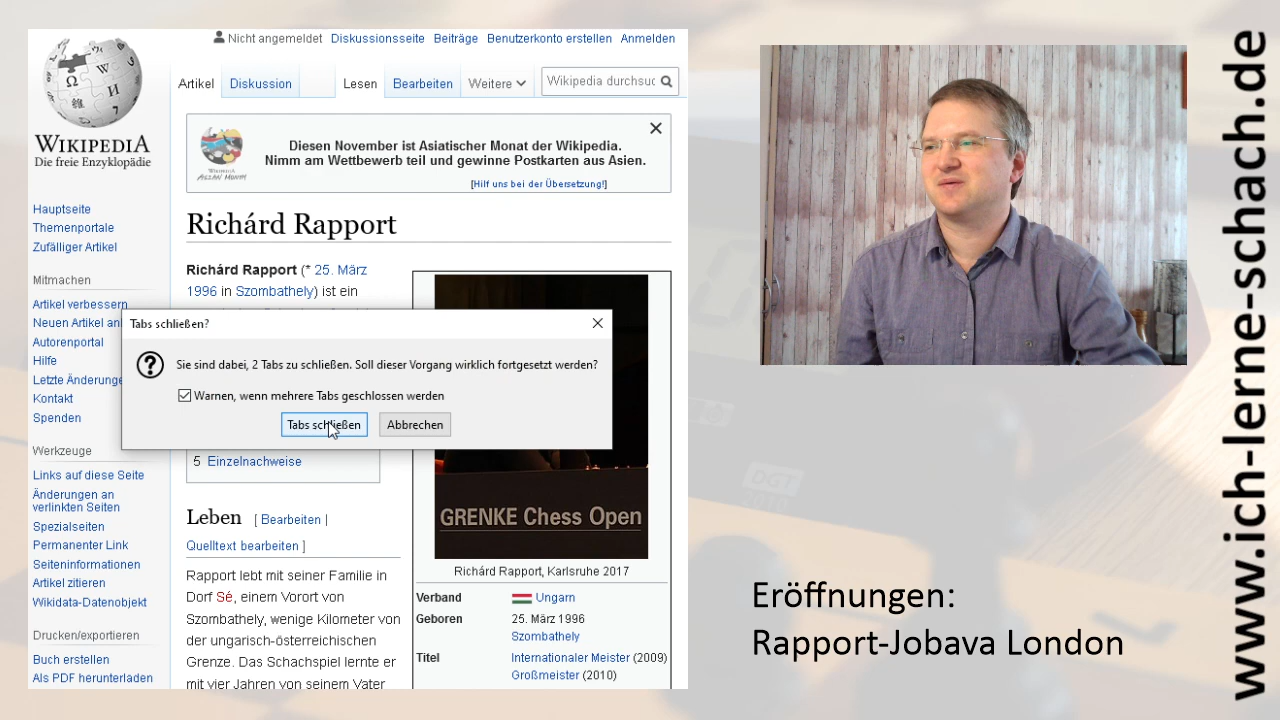 Nicht angemeldet Diskussionsseite Beiträge Benutzerkonto erstellen Anmelden
Artikel Diskussion Lesen Bearbeiten Weitere
WIKIPEDIA
Die freie Enzyklopädie
Diesen November ist Asiatischer Monat der Wikipedia.
Nimm am Wettbewerb teil und gewinne Postkarten aus Asien.
[Hilf uns bei der Übersetzung!]
WIKIPEDIA
ASIAN MONTH
Hauptseite
Themenportale
Zufälliger Artikel
Mitmachen
Artikel verbessern
Autorenportal
Hilfe
Kontakt
Spenden
Werkzeuge
Links auf diese Seite
Änderungen an
verlinkten Seiten
Spezialseiten
Permanenter Link
Seiteninformationen
Artikel zitieren
Wikidata-Datenobjekt
Drucken/exportieren
Buch erstellen
Als PDF herunterladen
Richárd Rapport
Richárd Rapport (* 25. März
1996 in Szombathely) ist ein
Tabs schließen?
Sie sind dabei, 2 Tabs zu schließen. Soll dieser Vorgang wirklich fortgesetzt werden?
Warnen, wenn mehrere Tabs geschlossen werden
Tabs schließen Abbrechen
5 Einzelnachweise
Leben [ Bearbeiten |
Quelltext bearbeiten ]
Rapport lebt mit seiner Familie in
Dorf Sé, einem Vorort von
Szombathely, wenige Kilometer von
der ungarisch-österreichischen
Grenze. Das Schachspiel lernte er
mit vier Jahren von seinem Vater
GRENKE Chess Open
Richárd Rapport, Karlsruhe 2017
Verband Ungarn
Geboren 25. März 1996
Szombathely
Titel Internationaler Meister (2009)
Großmeister (2010)
DGT
Eröffnungen:
Rapport-Jobava London
www.ich-lerne-schach.de